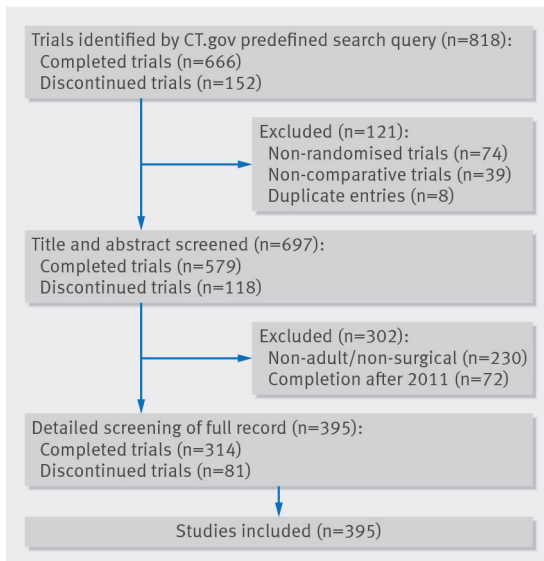 Trials identified by CT.gov predefined search query (n=818):
Completed trials (n=666)
Discontinued trials (n=152)
Excluded (n=121):
Non-randomised trials (n=74)
Non-comparative trials (n=39)
Duplicate entries (n=8)
Title and abstract screened (n=697):
Completed trials (n=579)
Discontinued trials (n=118)
Excluded (n=302):
Non-adult/non-surgical (n=230)
Completion after 2011 (n=72)
Detailed screening of full record (n=395):
Completed trials (n=314)
Discontinued trials (n=81)
Studies included (n=395)